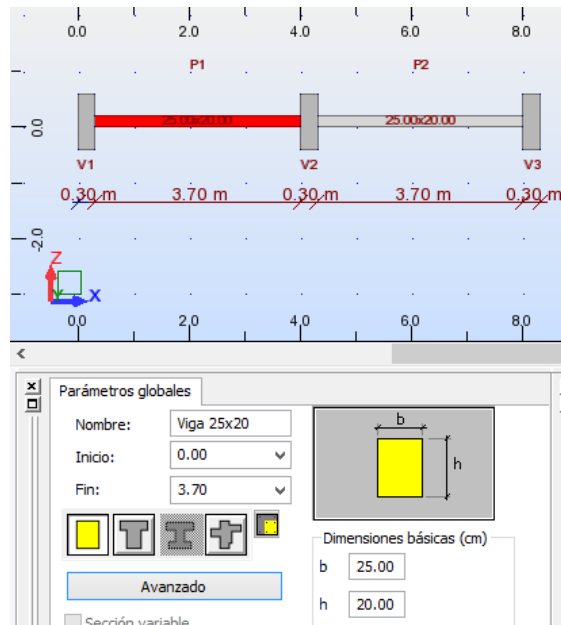 0.0 2.0 4.0 6.0 8.0
P1 P2
0.0
25.00x20.00 25.00x20.00
V1 V2 V3
0.30 m 3.70 m 0.30 m 3.70 m 0.30 m
-2.0
Z
Y X
0.0 2.0 4.0 6.0 8.0
Parámetros globales
Nombre: Viga 25x20
Inicio: 0.00
Fin: 3.70
b
h
Avanzado
Sección variable
Dimensiones básicas (cm)
b 25.00
h 20.00